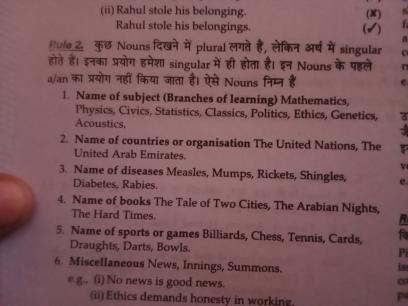 (ii) Rahul stole his belonging. (✗)
Rahul stole his belongings. (✓)
Rule 2. कुछ Nouns दिखने में plural लगते हैं, लेकिन अर्थ में singular
होते हैं। इनका प्रयोग हमेशा singular में ही होता है। इन Nouns के पहले
a/an का प्रयोग नहीं किया जाता है। ऐसे Nouns निम्न हैं
1. Name of subject (Branches of learning) Mathematics,
Physics, Civics, Statistics, Classics, Politics, Ethics, Genetics,
Acoustics.
2. Name of countries or organisation The United Nations, The
United Arab Emirates.
3. Name of diseases Measles, Mumps, Rickets, Shingles,
Diabetes, Rabies.
4. Name of books The Tale of Two Cities, The Arabian Nights,
The Hard Times.
5. Name of sports or games Billiards, Chess, Tennis, Cards,
Draughts, Darts, Bowls.
6. Miscellaneous News, Innings, Summons.
e.g., (i) No news is good news.
(ii) Ethics demands honesty in working.